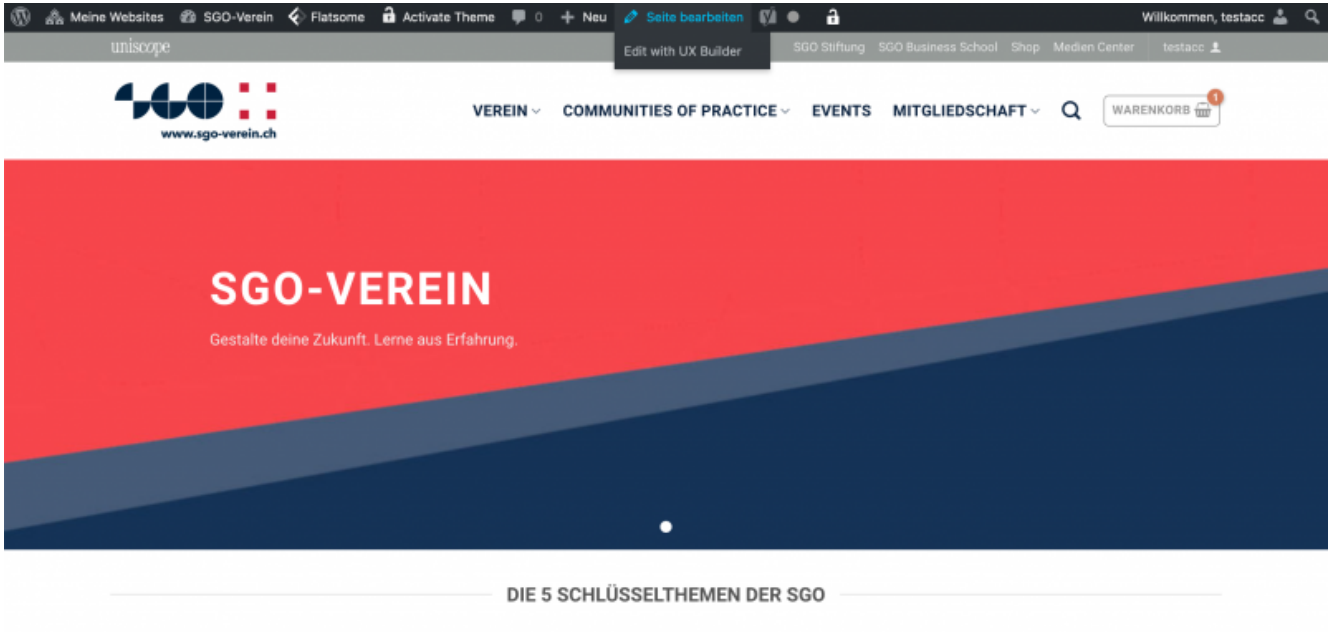 Meine Websites SGO-Verein Flatsome Activate Theme 0 + Neu Seite bearbeiten Willkommen, testacc
uniscope Edit with UX Builder SGO Stiftung SGO Business School Shop Medien Center testacc
www.sgo-verein.ch
VEREIN COMMUNITIES OF PRACTICE EVENTS MITGLIEDSCHAFT WARENKORB 1
SGO-VEREIN
Gestalte deine Zukunft. Lerne aus Erfahrung.
DIE 5 SCHLÜSSELTHEMEN DER SGO